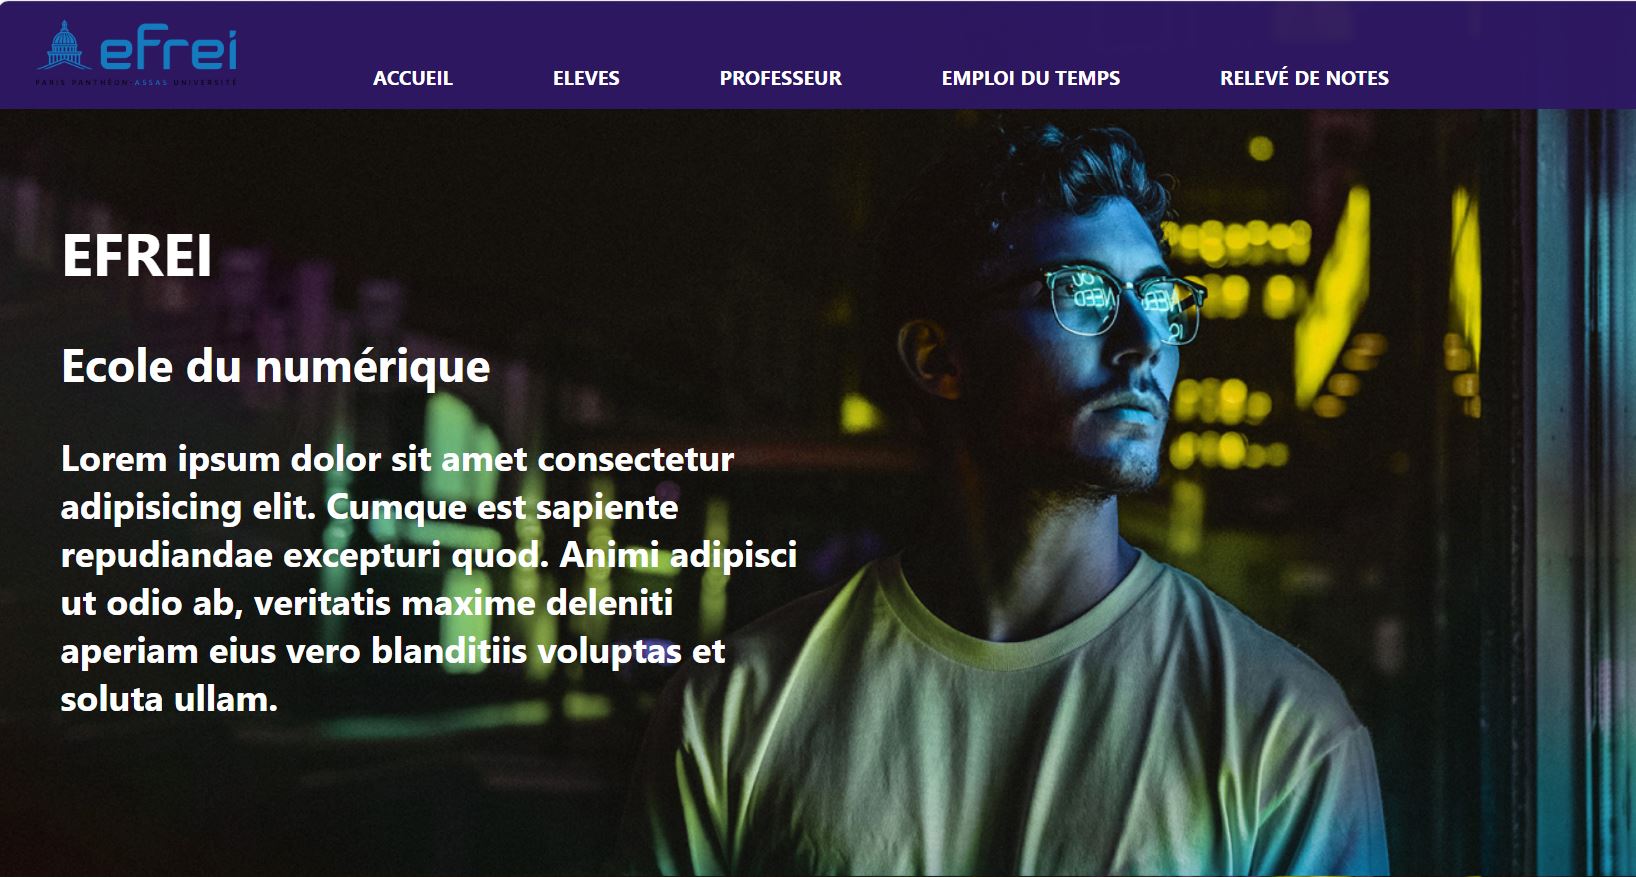 efrei
PARIS PANTHÉON-ASSAS UNIVERSITÉ
ACCUEIL ELEVES PROFESSEUR EMPLOI DU TEMPS RELEVÉ DE NOTES
EFREI
Ecole du numérique
Lorem ipsum dolor sit amet consectetur
adipisicing elit. Cumque est sapiente
repudiandae excepturi quod. Animi adipisci
ut odio ab, veritatis maxime deleniti
aperiam eius vero blanditiis voluptas et
soluta ullam.